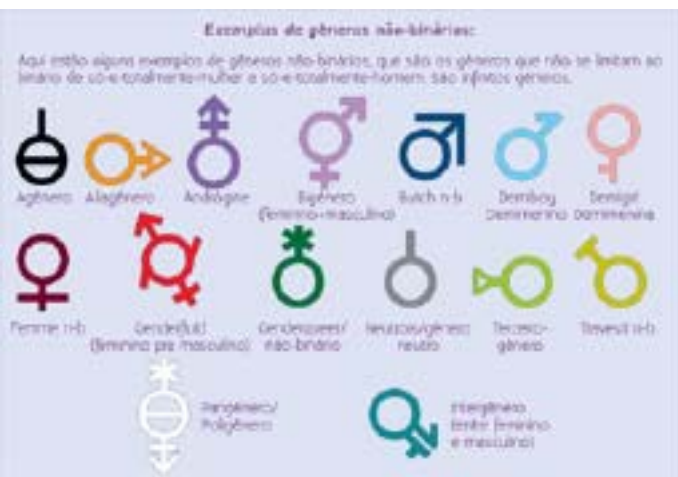 Exemplos de gêneros não-binários:
Aqui estão alguns exemplos de gêneros não-binários, que são os gêneros que não se limitam ao
binário de só-e-totalmente-mulher e só-e-totalmente-homem. São infinitos gêneros.
Agênero Aliagênero Andrógine Bigênero Butch n-b Demiboy Demigirl
(feminino+masculino) Demimenino Demimenina
Femme n-b Genderfluid Genderqueer/ Neutrois/gênero Terceiro- Travesti n-b
(feminino pra masculino) não-binário neutro gênero
Pangênero/ Intergênero
Poligênero (entre feminino
e masculino)